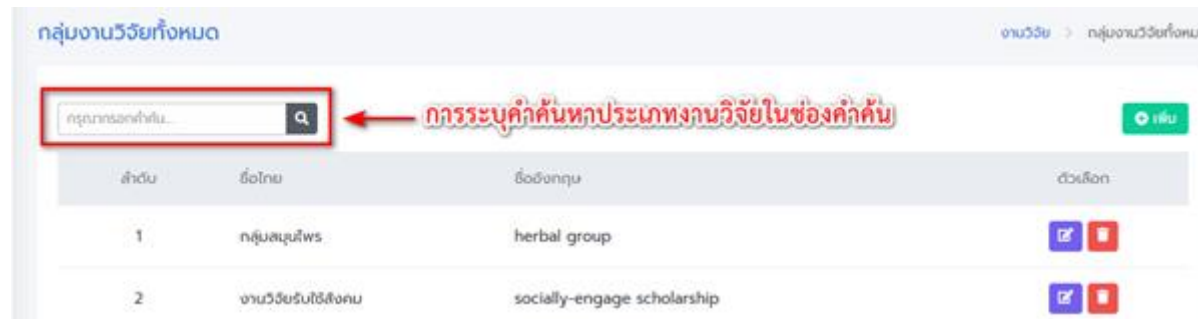 กลุ่มงานวิจัยทั้งหมด
งานวิจัย > กลุ่มงานวิจัยทั้งหม
กรุณากรอกคำค้น...
การระบุคำค้นหาประเภทงานวิจัยในช่องคำค้น
เพิ่ม
ลำดับ ชื่อไทย ชื่ออังกฤษ ตัวเลือก
1 กลุ่มสมุนไพร herbal group
2 งานวิจัยรับใช้สังคม socially-engage scholarship